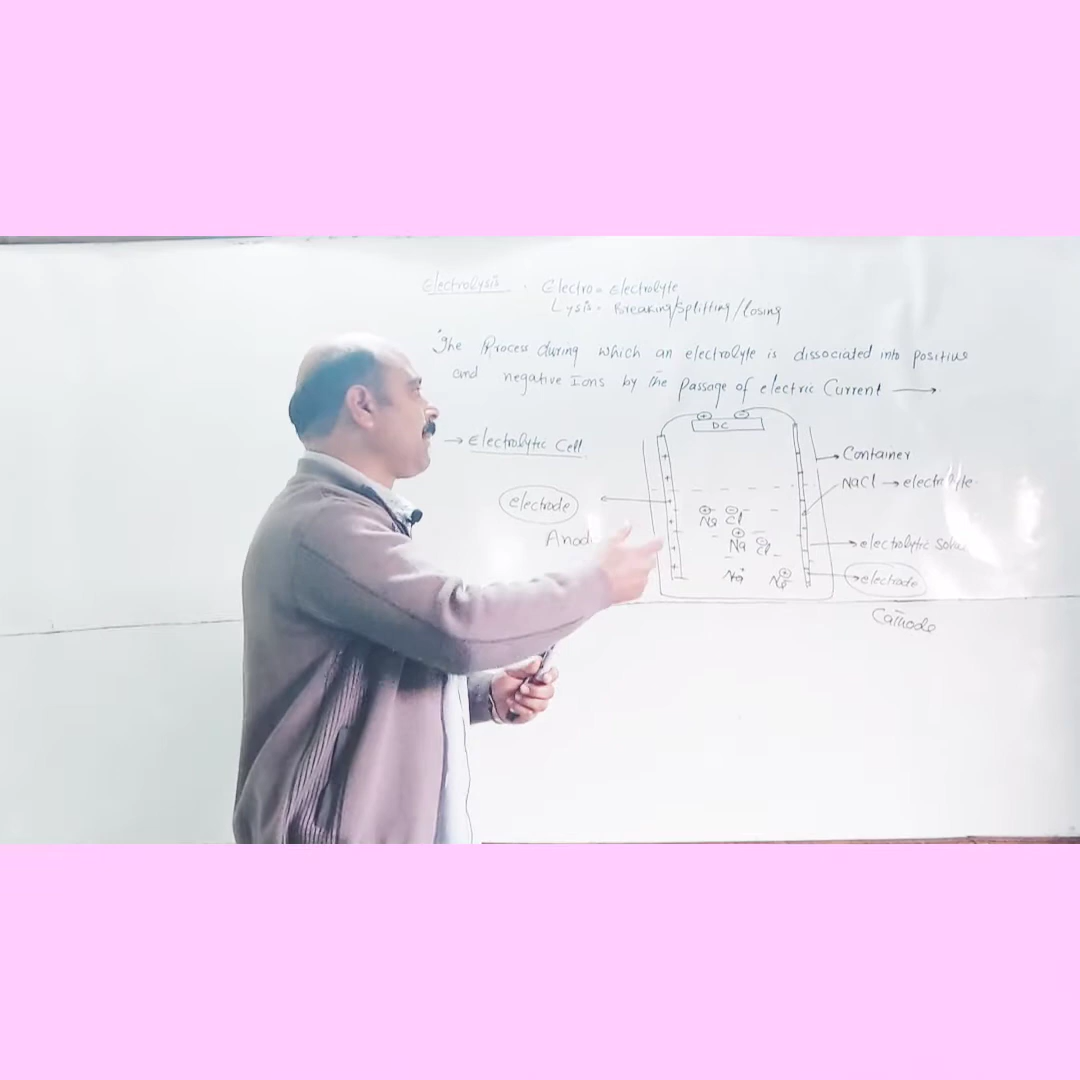 Electrolysis . Electro = Electrolyte
Lysis - Breaking/Splitting/Losing
"The Process during which an electrolyte is dissociated into positive
and negative Ions by the Passage of electric Current →
→ Electrolytic Cell
+ -
DC
Container
NaCl → electrolyte
electrode
Na Cl
Anod
Na Cl
electrolytic
Na+ Na+
electrode
Cathode